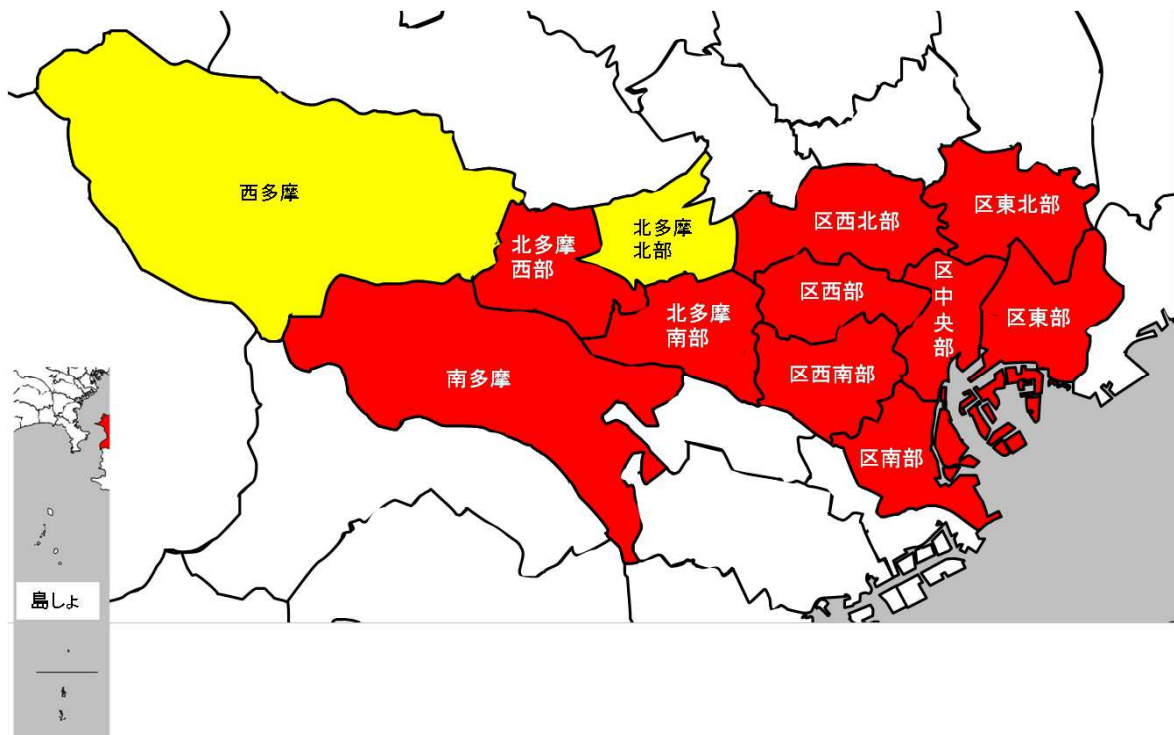 西多摩
北多摩
西部
北多摩
北部
区西北部
区東北部
区西部
区
中
央
部
区東部
北多摩
南部
区西南部
南多摩
区南部
島しょ